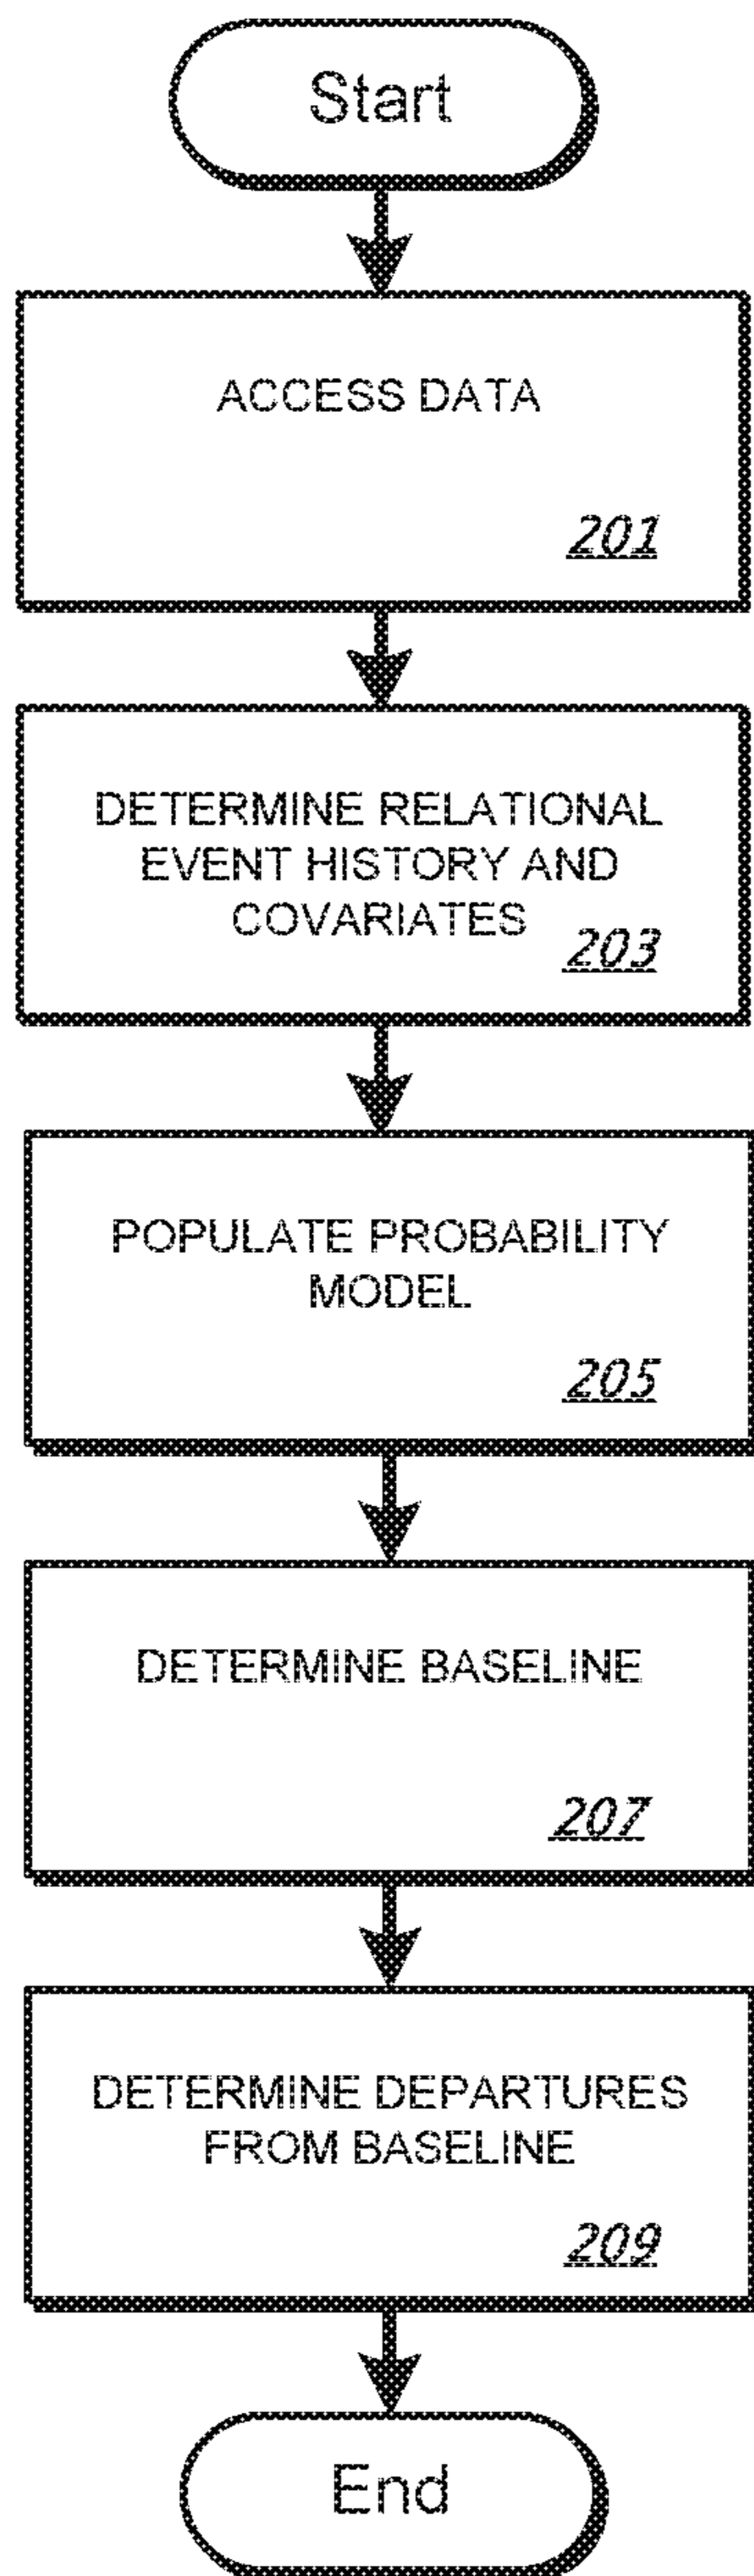 Start
ACCESS DATA
201
DETERMINE RELATIONAL
EVENT HISTORY AND
COVARIATES
203
POPULATE PROBABILITY
MODEL
205
DETERMINE BASELINE
207
DETERMINE DEPARTURES
FROM BASELINE
209
End